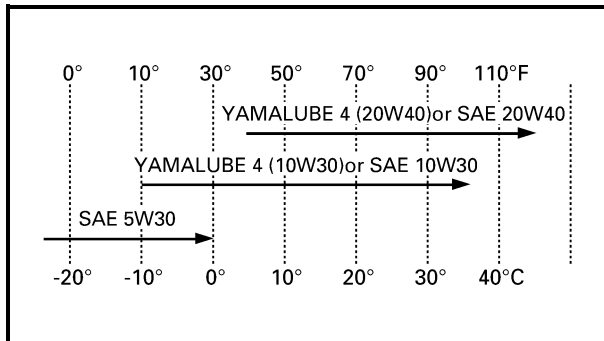 0° 10° 30° 50° 70° 90° 110°F
YAMALUBE 4 (20W40)or SAE 20W40
YAMALUBE 4 (10W30)or SAE 10W30
SAE 5W30
-20° -10° 0° 10° 20° 30° 40°C